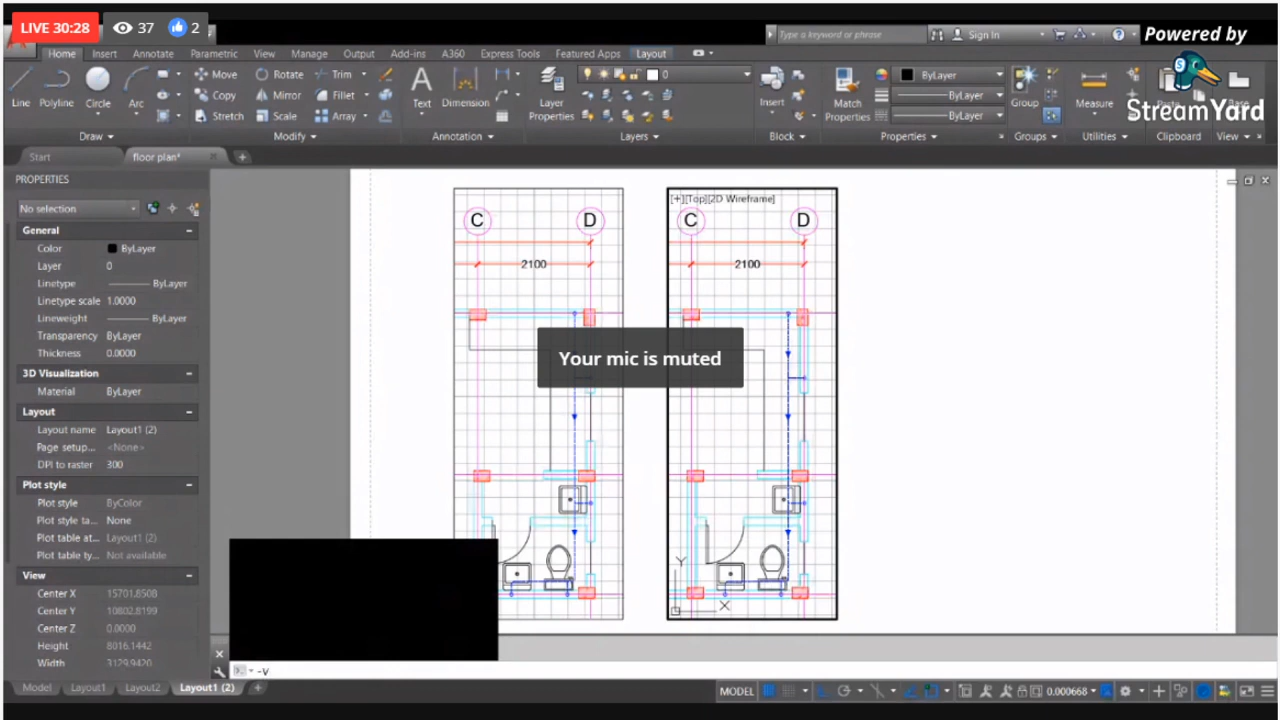 LIVE 30:28 37 2
Type a keyword or phrase Sign In Powered by
StreamYard
Home Insert Annotate Parametric View Manage Output Add-ins A360 Express Tools Featured Apps Layout
Line Polyline Circle Arc
Move Rotate Trim
Copy Mirror Fillet
Stretch Scale Array
Text Dimension
Layer Properties
0
Insert
Match Properties
ByLayer
ByLayer
ByLayer
Group Measure Paste Base
Draw Modify Annotation Layers Block Properties Groups Utilities Clipboard View
Start floor plan* +
PROPERTIES
No selection
General
Color ByLayer
Layer 0
Linetype ByLayer
Linetype scale 1.0000
Lineweight ByLayer
Transparency ByLayer
Thickness 0.0000
3D Visualization
Material ByLayer
Layout
Layout name Layout1 (2)
Page setup... <None>
DPI to raster 300
Plot style
Plot style ByColor
Plot style ta... None
Plot table at... Layout1 (2)
Plot table ty... Not available
View
Center X 15701.8508
Center Y 10802.8199
Center Z 0.0000
Height 8016.1442
Width 3129.9420
C D
2100
[+][Top][2D Wireframe]
C D
2100
Y
X
Your mic is muted
-V
Model Layout1 Layout2 Layout1 (2) +
MODEL 0.000668